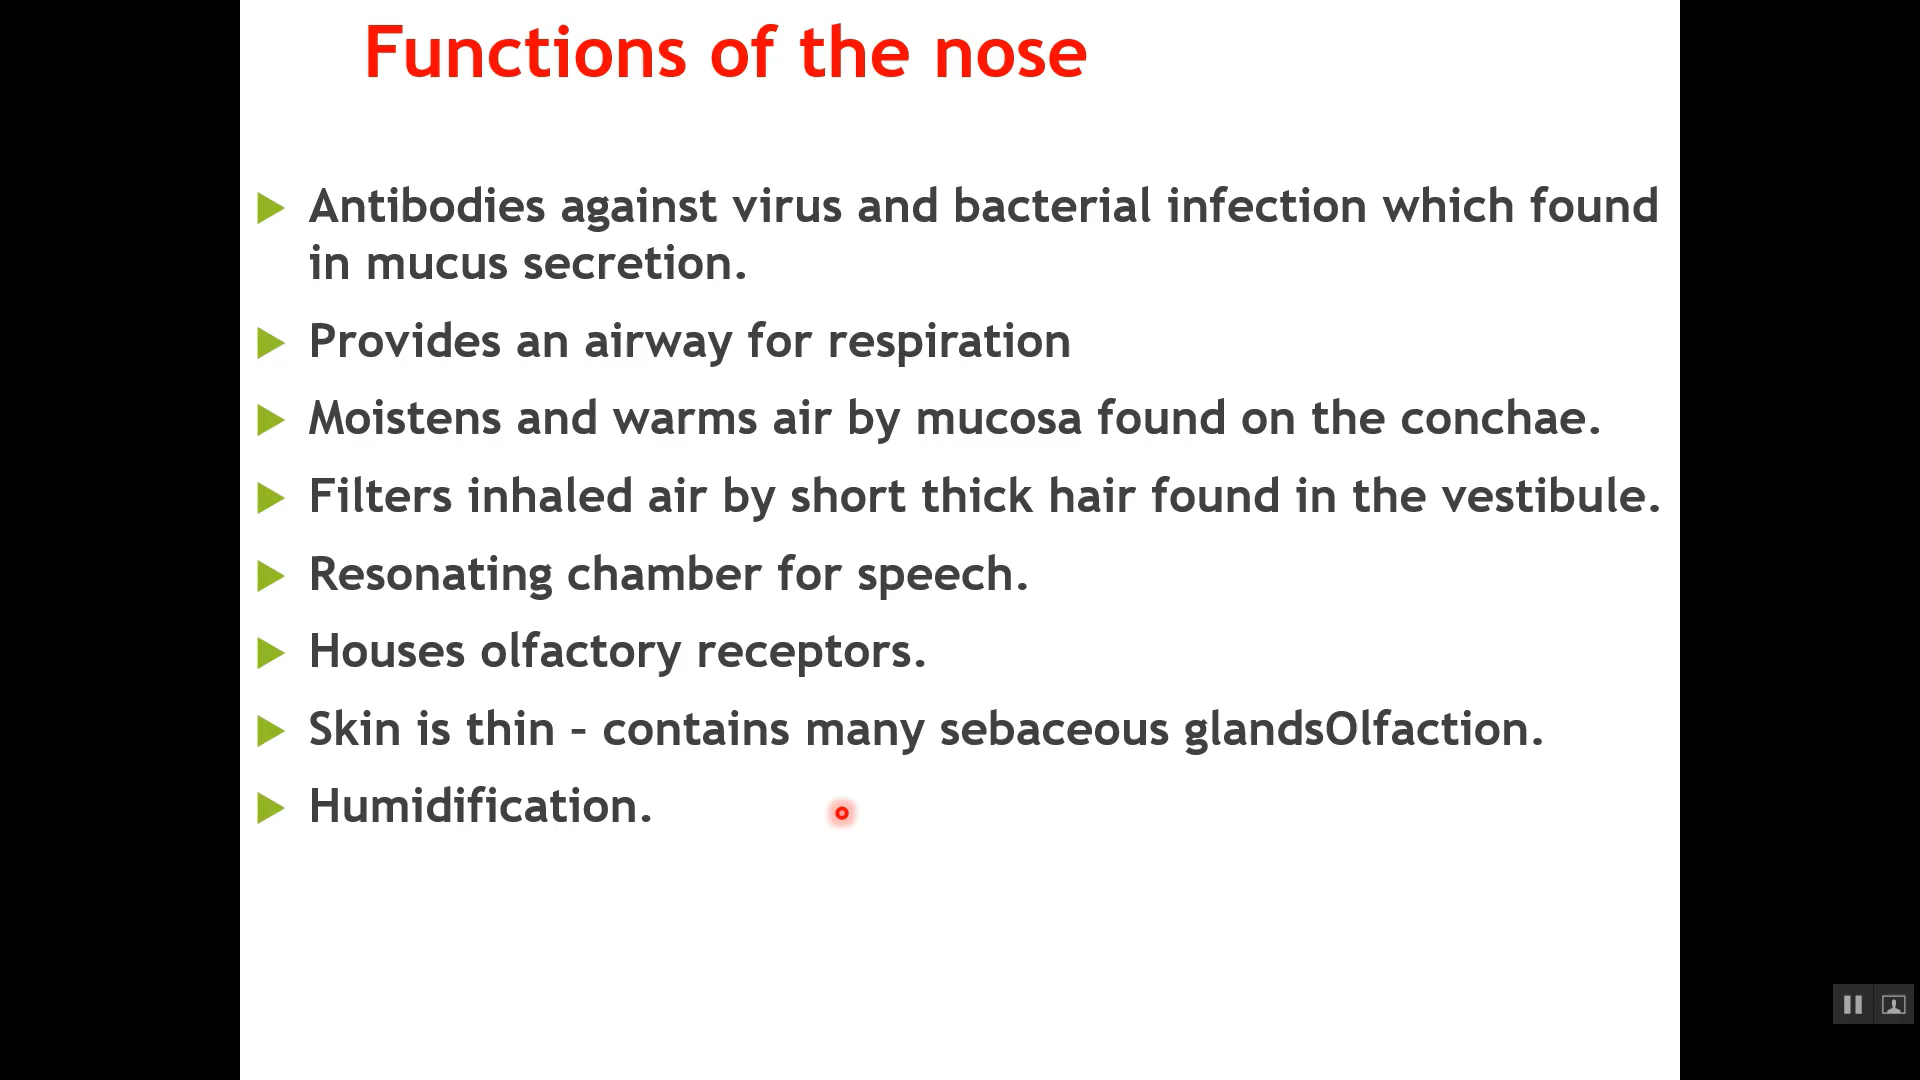 Functions of the nose
Antibodies against virus and bacterial infection which found
in mucus secretion.
Provides an airway for respiration
Moistens and warms air by mucosa found on the conchae.
Filters inhaled air by short thick hair found in the vestibule.
Resonating chamber for speech.
Houses olfactory receptors.
Skin is thin – contains many sebaceous glandsOlfaction.
Humidification.